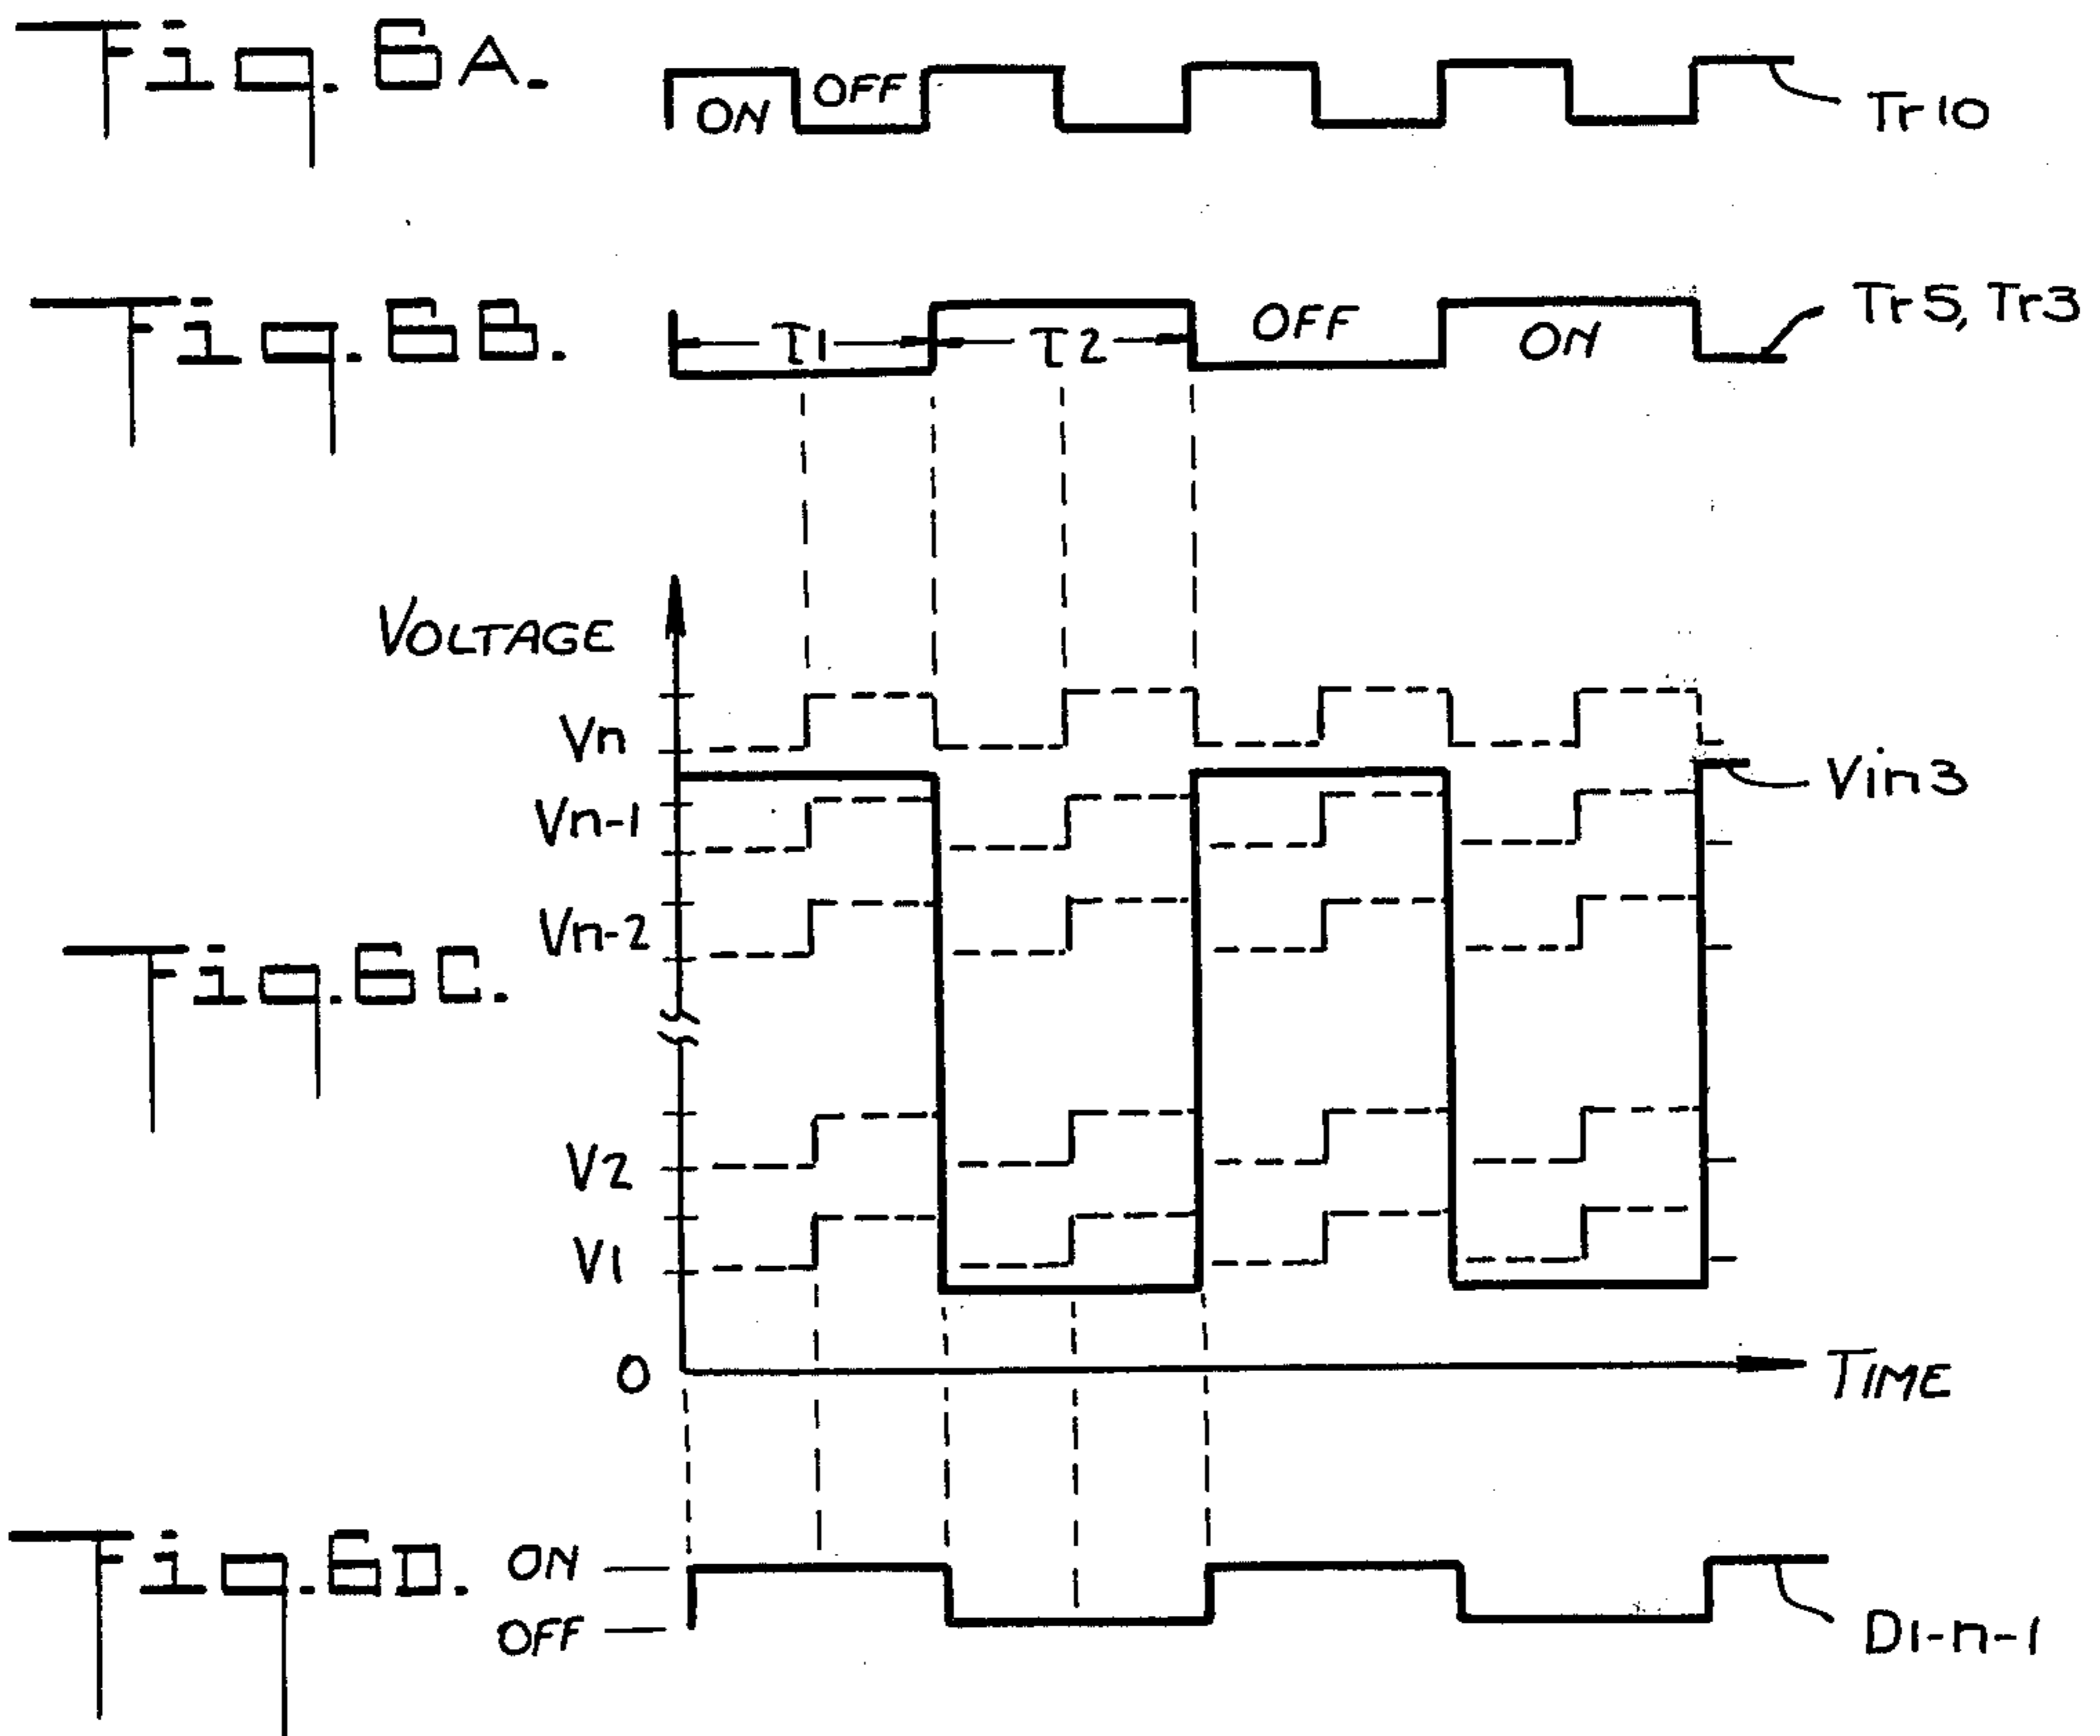 Fig. 6A.
ON
OFF
Tr10
Fig. 6B.
T1
T2
OFF
ON
Tr5, Tr3
VOLTAGE
Vn
Vin3
Vn-1
Vn-2
Fig. 6C.
V2
V1
0
TIME
Fig. 6D.
ON
OFF
D1-n-1